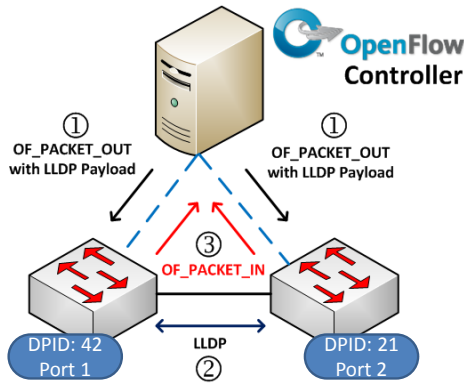 OpenFlow
™
Controller
①
OF_PACKET_OUT
with LLDP Payload
①
OF_PACKET_OUT
with LLDP Payload
③
OF_PACKET_IN
DPID: 42
Port 1
LLDP
②
DPID: 21
Port 2